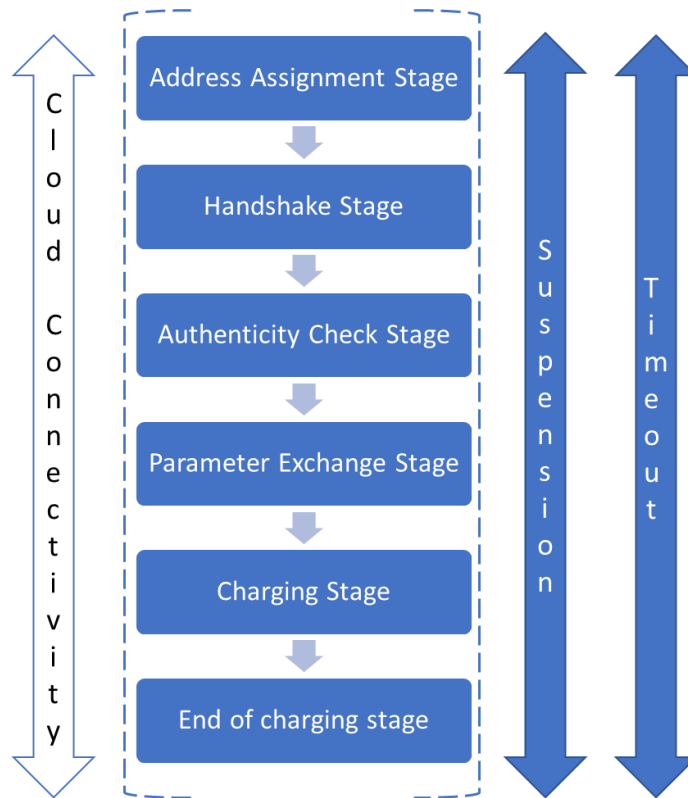 Cloud Connectivity
Address Assignment Stage
Handshake Stage
Authenticity Check Stage
Parameter Exchange Stage
Charging Stage
End of charging stage
Suspension
Timeout